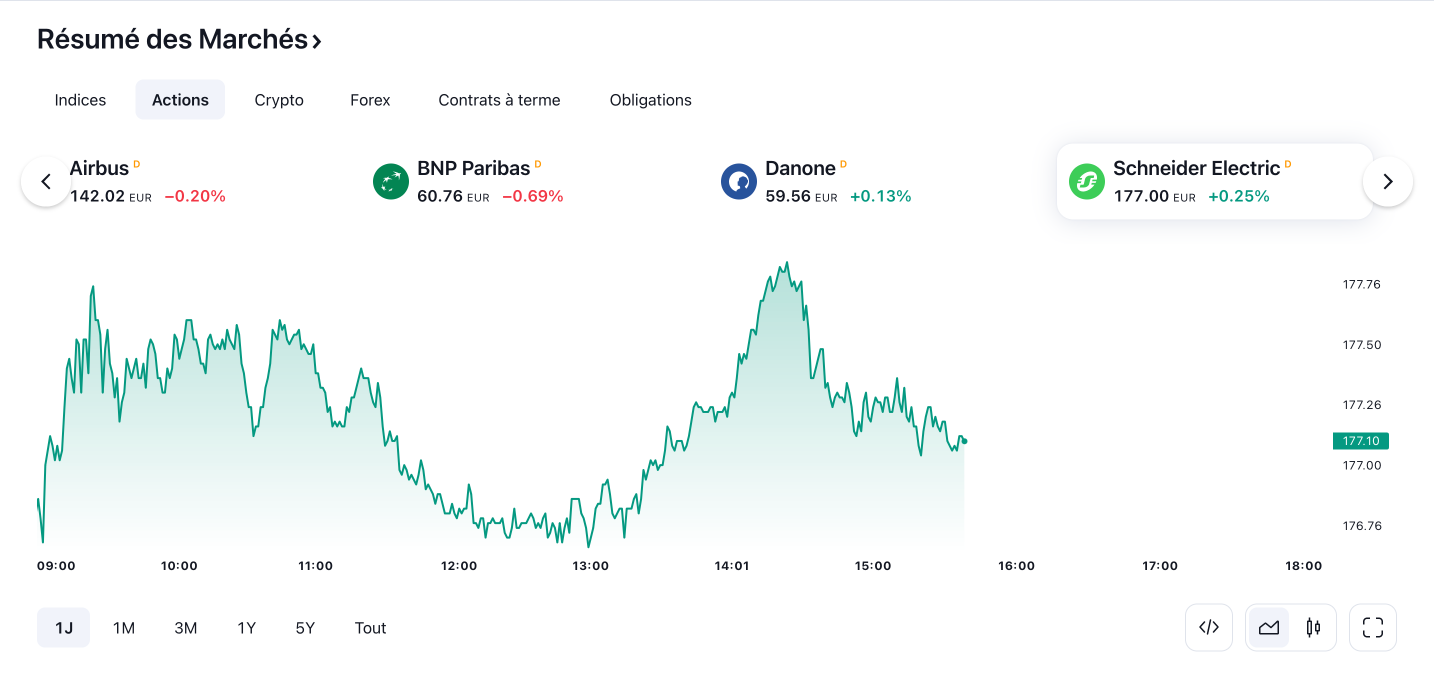 Résumé des Marchés ›
Indices Actions Crypto Forex Contrats à terme Obligations
Airbus D
142.02 EUR −0.20%
BNP Paribas D
60.76 EUR −0.69%
Danone D
59.56 EUR +0.13%
Schneider Electric D
177.00 EUR +0.25%
177.76
177.50
177.26
177.10
177.00
176.76
09:00 10:00 11:00 12:00 13:00 14:01 15:00 16:00 17:00 18:00
1J 1M 3M 1Y 5Y Tout